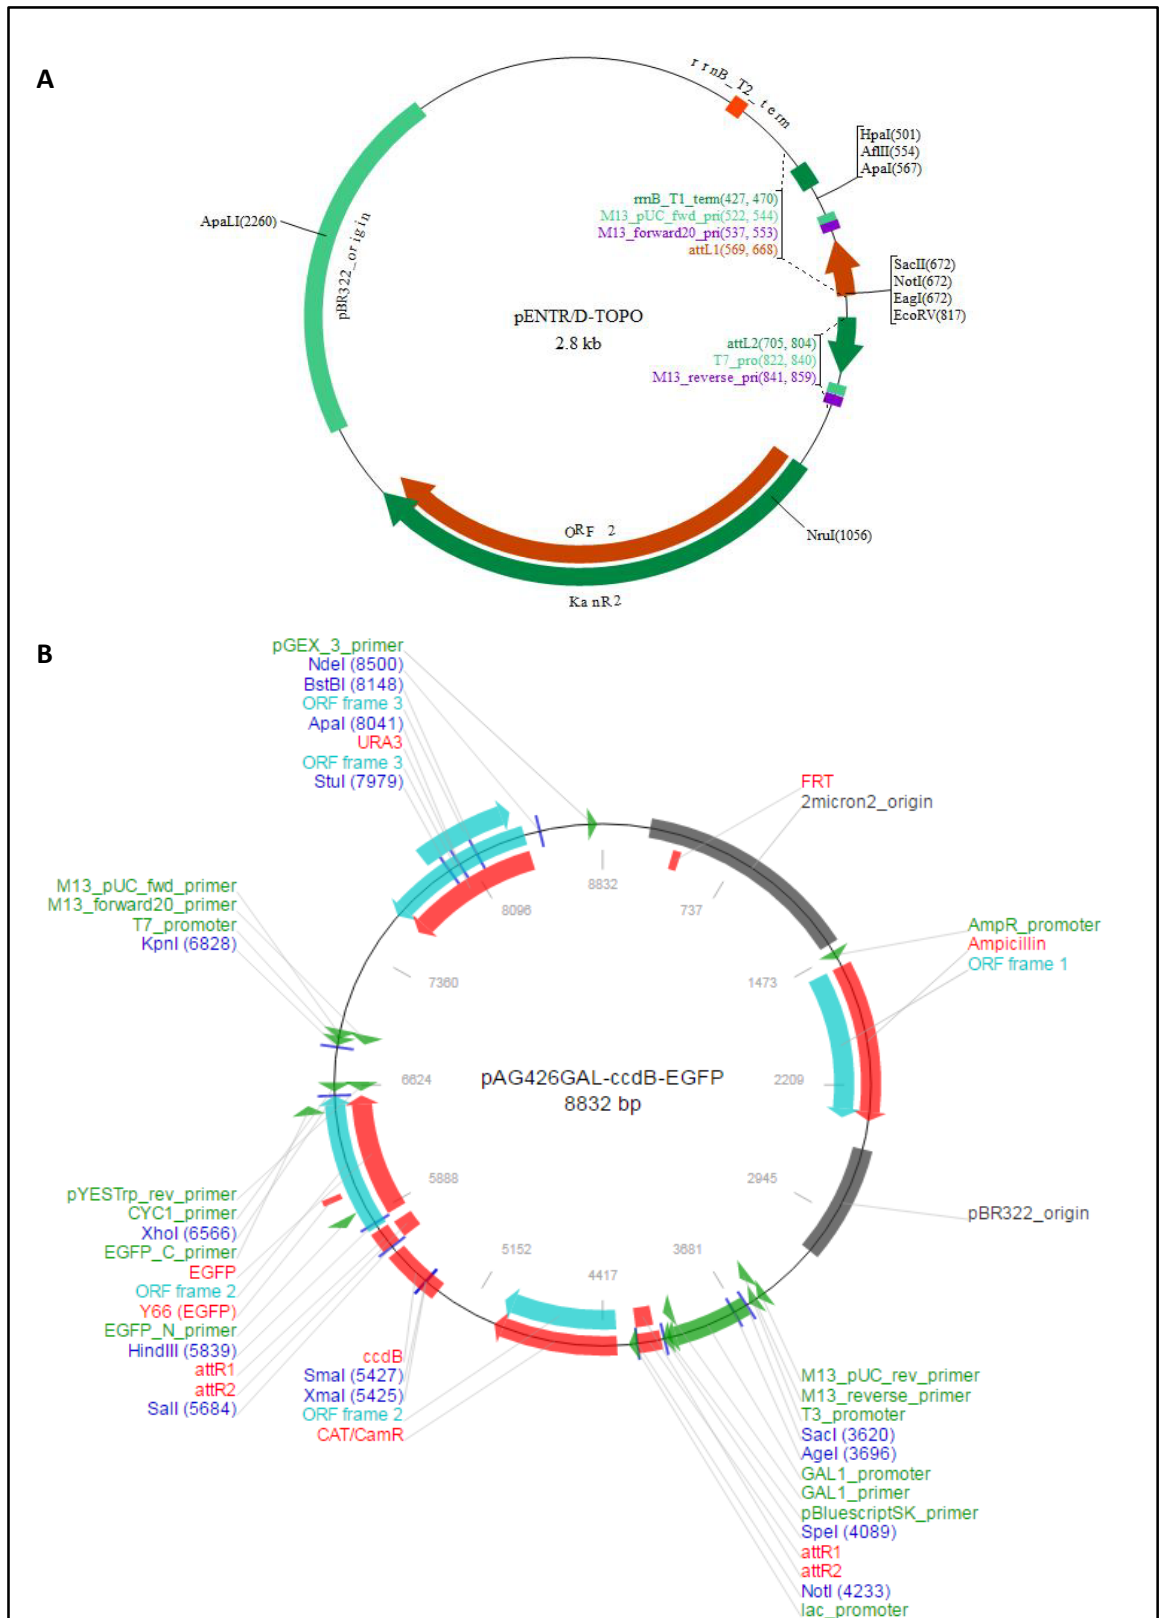 A
rrnB_T2_term
HpaI(501)
AflII(554)
ApaI(567)
rrnB_T1_term(427, 470)
M13_pUC_fwd_pri(522, 544)
M13_forward20_pri(537, 553)
attL1(569, 668)
ApaLI(2260)
pBR322_origin
SacII(672)
NotI(672)
EagI(672)
EcoRV(817)
pENTR/D-TOPO
2.8 kb
attL2(705, 804)
T7_pro(822, 840)
M13_reverse_pri(841, 859)
ORF 2
NruI(1056)
KanR2
B
pGEX_3_primer
NdeI (8500)
BstBI (8148)
ORF frame 3
ApaI (8041)
URA3
ORF frame 3
StuI (7979)
FRT
2micron2_origin
8832
737
8096
M13_pUC_fwd_primer
M13_forward20_primer
T7_promoter
KpnI (6828)
AmpR_promoter
Ampicillin
ORF frame 1
7360
1473
6624
pAG426GAL-ccdB-EGFP
8832 bp
2209
5888
2945
5152
4417
3681
pBR322_origin
pYESTrp_rev_primer
CYC1_primer
XhoI (6566)
EGFP_C_primer
EGFP
ORF frame 2
Y66 (EGFP)
EGFP_N_primer
HindIII (5839)
attR1
attR2
SalI (5684)
ccdB
SmaI (5427)
XmaI (5425)
ORF frame 2
CAT/CamR
M13_pUC_rev_primer
M13_reverse_primer
T3_promoter
SacI (3620)
AgeI (3696)
GAL1_promoter
GAL1_primer
pBluescriptSK_primer
SpeI (4089)
attR1
attR2
NotI (4233)
lac_promoter